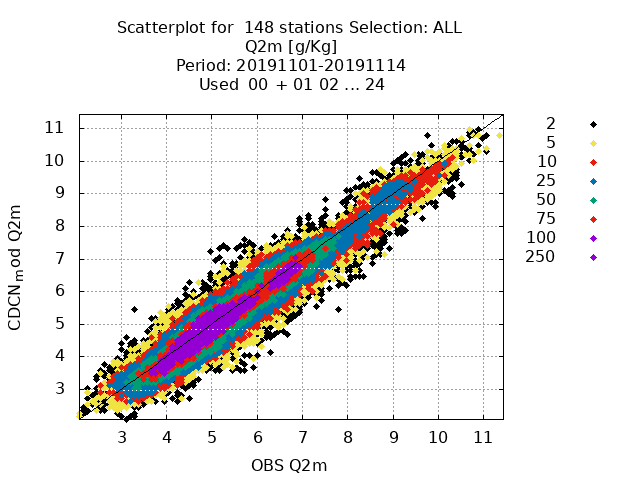 Scatterplot for  148 stations Selection: ALL
Q2m [g/Kg]
Period: 20191101-20191114
Used  00 + 01 02 ... 24
11
10
9
8
7
6
5
4
3
CDCN_mod Q2m
3 4 5 6 7 8 9 10 11
OBS Q2m
2
5
10
25
50
75
100
250